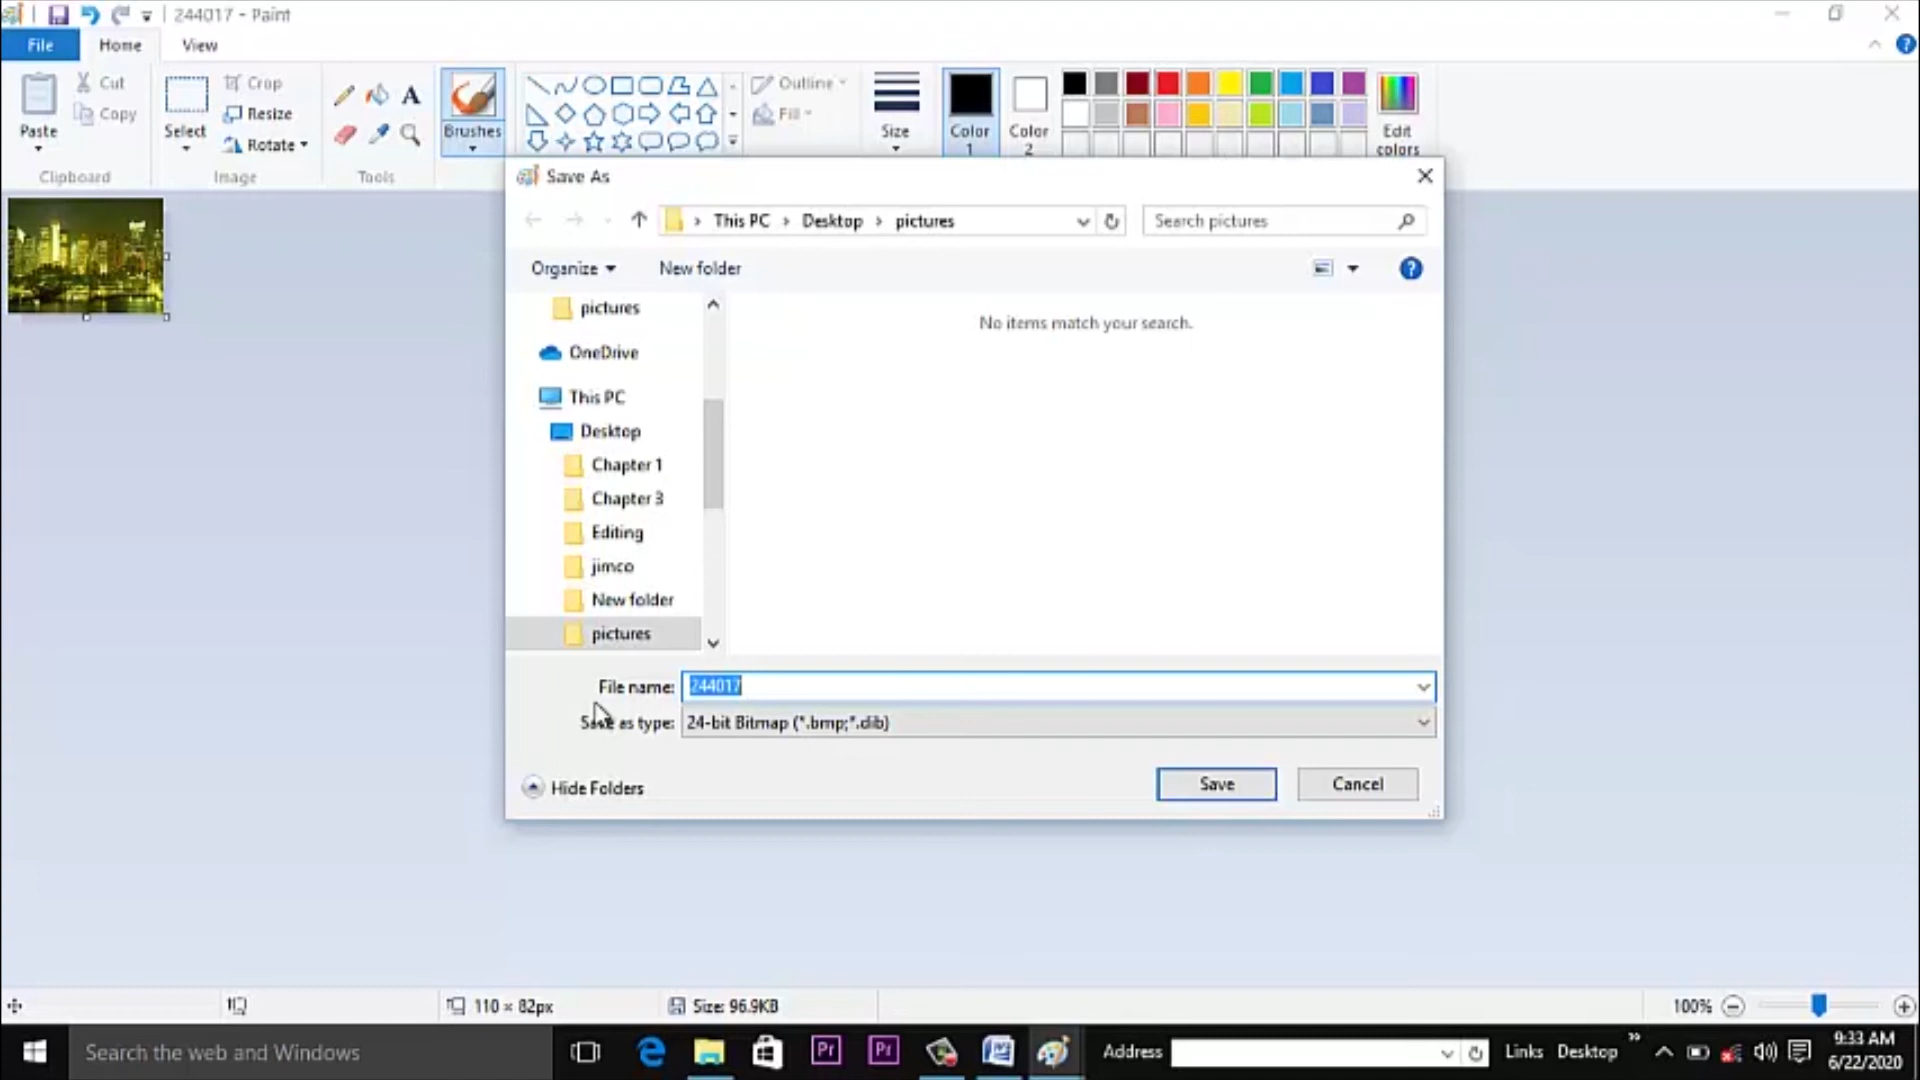 244017 - Paint
File
Home
View
Paste
Cut
Copy
Clipboard
Select
Crop
Resize
Rotate
Image
A
Tools
Brushes
Outline
Fill
Size
Color
1
Color
2
Edit
colors
Save As
This PC > Desktop > pictures
Search pictures
Organize
New folder
pictures
OneDrive
This PC
Desktop
Chapter 1
Chapter 3
Editing
jimco
New folder
pictures
No items match your search.
File name: 244017
Save as type: 24-bit Bitmap (*.bmp;*.dib)
Hide Folders
Save
Cancel
110 × 82px
Size: 96.9KB
100%
Search the web and Windows
Pr
Pr
Address
Links
Desktop
9:33 AM
6/22/2020